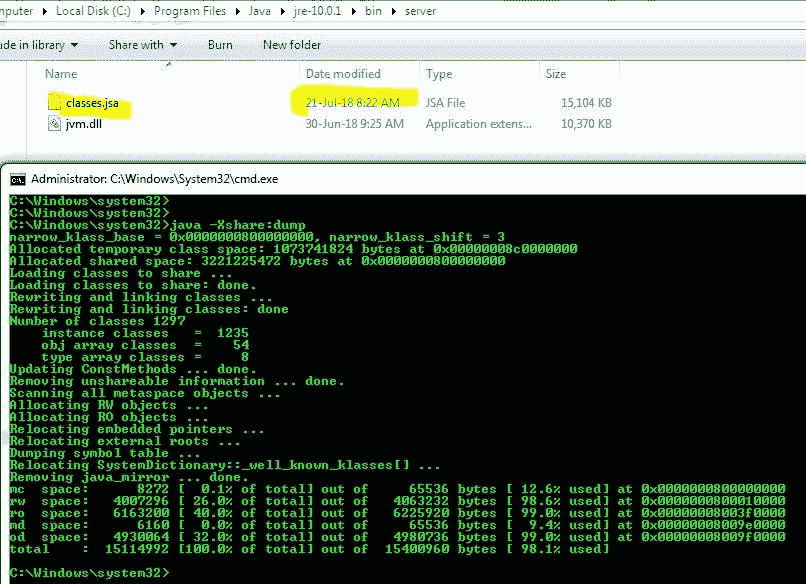 nputer ▸ Local Disk (C:) ▸ Program Files ▸ Java ▸ jre-10.0.1 ▸ bin ▸ server
ude in library ▾ Share with ▾ Burn New folder
Name Date modified Type Size
classes.jsa 21-Jul-18 8:22 AM JSA File 15,104 KB
jvm.dll 30-Jun-18 9:25 AM Application extens... 10,370 KB
Administrator: C:\Windows\System32\cmd.exe
C:\Windows\system32>
C:\Windows\system32>
C:\Windows\system32>java -Xshare:dump
narrow_klass_base = 0x0000000800000000, narrow_klass_shift = 3
Allocated temporary class space: 1073741824 bytes at 0x00000008c0000000
Allocated shared space: 3221225472 bytes at 0x0000000800000000
Loading classes to share ...
Loading classes to share: done.
Rewriting and linking classes ...
Rewriting and linking classes: done
Number of classes 1297
instance classes = 1235
obj array classes = 54
type array classes = 8
Updating ConstMethods ... done.
Removing unshareable information ... done.
Scanning all metaspace objects ...
Allocating RW objects ...
Allocating RO objects ...
Relocating embedded pointers ...
Relocating external roots ...
Dumping symbol table ...
Relocating SystemDictionary::_well_known_klasses[] ...
Removing java_mirror ... done.
mc space: 8272 [ 0.1% of total] out of 65536 bytes [ 12.6% used] at 0x0000000800000000
rw space: 4007296 [ 26.0% of total] out of 4063232 bytes [ 98.6% used] at 0x0000000800010000
ro space: 6163200 [ 40.0% of total] out of 6225920 bytes [ 99.0% used] at 0x00000008003f0000
md space: 6160 [ 0.0% of total] out of 65536 bytes [ 9.4% used] at 0x00000008009e0000
od space: 4930064 [ 32.0% of total] out of 4980736 bytes [ 99.0% used] at 0x00000008009f0000
total : 15114992 [100.0% of total] out of 15400960 bytes [ 98.1% used]
C:\Windows\system32>